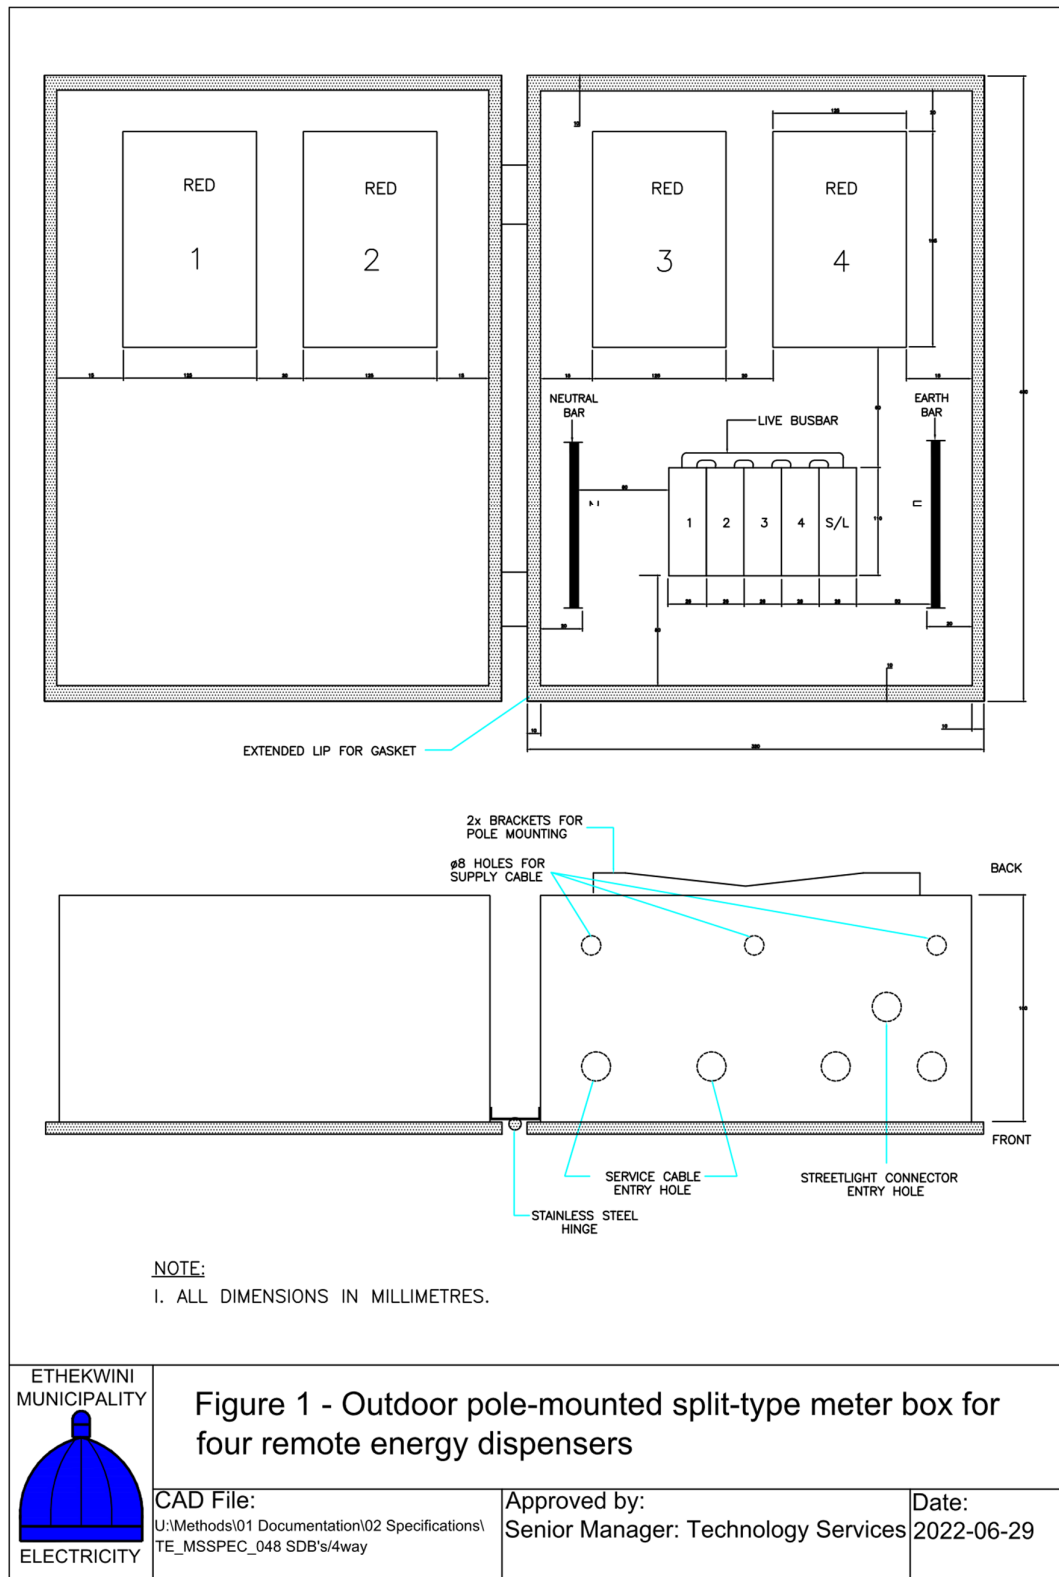 RED
RED
RED
RED
1
2
3
4
NEUTRAL
BAR
LIVE BUSBAR
EARTH
BAR
1
2
3
4
S/L
10
10
EXTENDED LIP FOR GASKET
2x BRACKETS FOR
POLE MOUNTING
ø8 HOLES FOR
SUPPLY CABLE
BACK
FRONT
SERVICE CABLE
ENTRY HOLE
STREETLIGHT CONNECTOR
ENTRY HOLE
STAINLESS STEEL
HINGE
NOTE:
I. ALL DIMENSIONS IN MILLIMETRES.
ETHEKWINI
MUNICIPALITY
ELECTRICITY
Figure 1 - Outdoor pole-mounted split-type meter box for
four remote energy dispensers
CAD File:
U:\Methods\01 Documentation\02 Specifications\
TE_MSSPEC_048 SDB's/4way
Approved by:
Senior Manager: Technology Services
Date:
2022-06-29